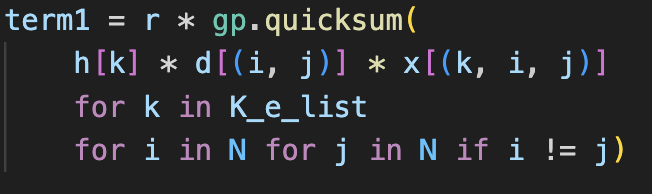 term1 = r * gp.quicksum(
h[k] * d[(i, j)] * x[(k, i, j)]
for k in K_e_list
for i in N for j in N if i != j)